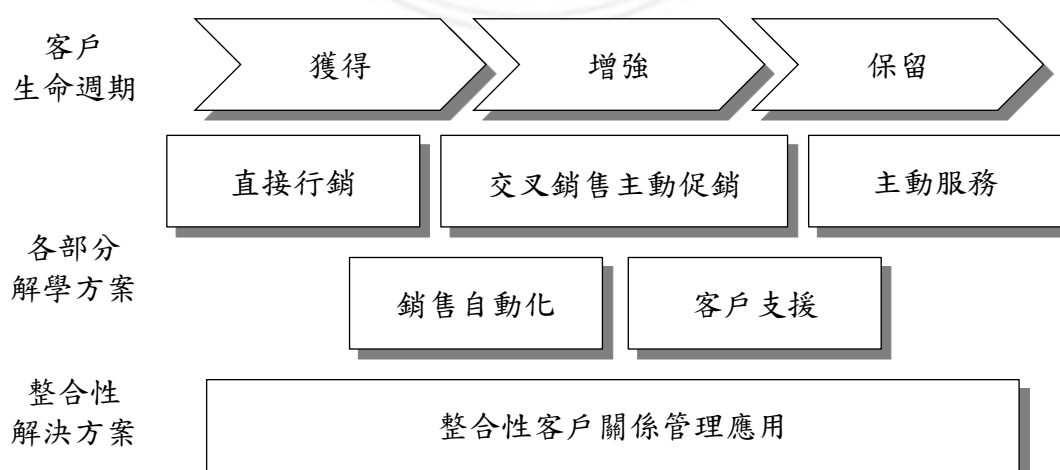 客戶
生命週期
獲得
增強
保留
直接行銷
交叉銷售主動促銷
主動服務
各部分
解學方案
銷售自動化
客戶支援
整合性
解決方案
整合性客戶關係管理應用